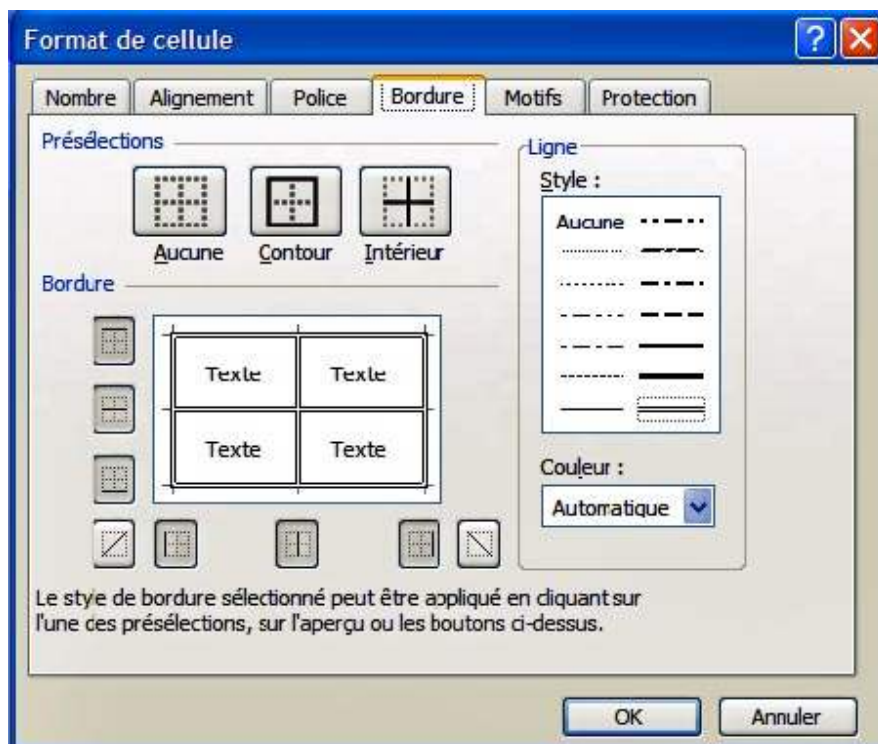 Format de cellule
Nombre Alignement Police Bordure Motifs Protection
Présélections
Aucune Contour Intérieur
Bordure
Texte Texte
Texte Texte
Ligne
Style :
Aucune
Couleur :
Automatique
Le style de bordure sélectionné peut être appliqué en cliquant sur
l'une des présélections, sur l'aperçu ou les boutons ci-dessus.
OK Annuler